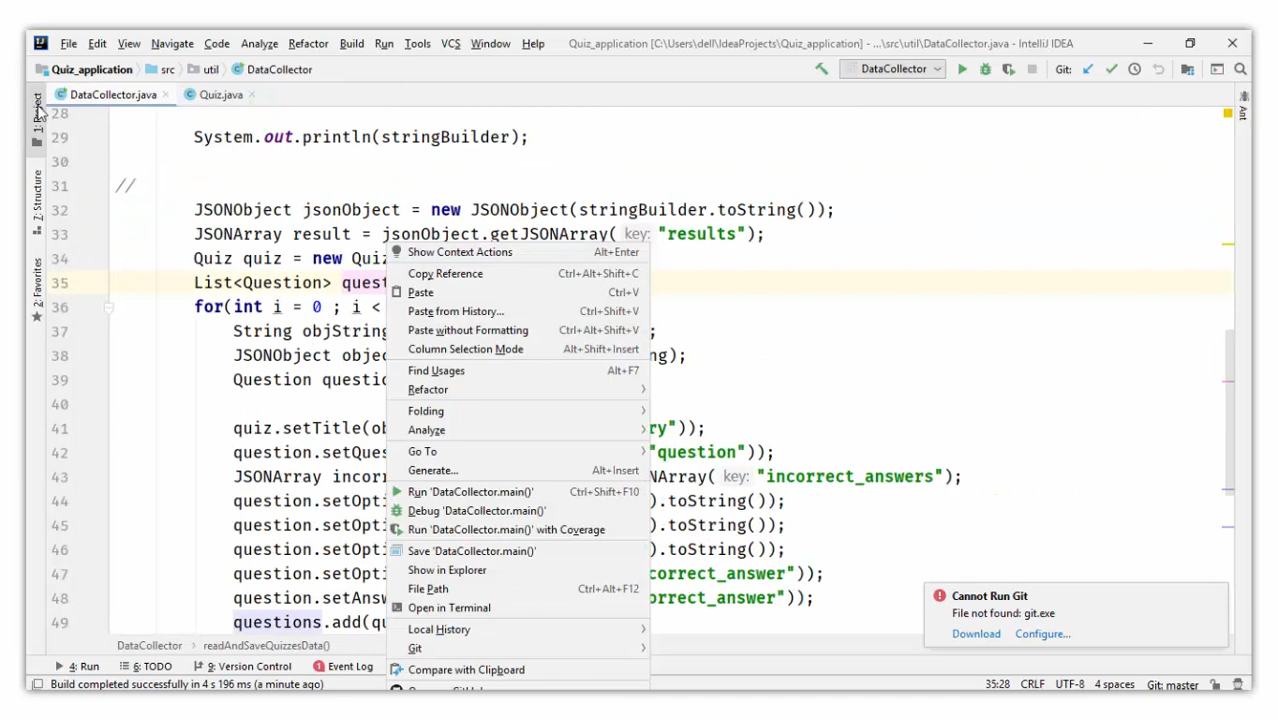 File Edit View Navigate Code Analyze Refactor Build Run Tools VCS Window Help Quiz_application [C:\Users\dell\IdeaProjects\Quiz_application] - ...\src\util\DataCollector.java - IntelliJ IDEA
Quiz_application src util DataCollector DataCollector Git:
DataCollector.java Quiz.java
1: Project
Z: Structure
2: Favorites
Ant
28
29 System.out.println(stringBuilder);
30
31 //
32 JSONObject jsonObject = new JSONObject(stringBuilder.toString());
33 JSONArray result = jsonObject.getJSONArray( key: "results");
34 Quiz quiz = new Quiz
35 List<Question> quest
36 for(int i = 0 ; i <
37 String objString ;
38 JSONObject objec ng);
39 Question questio
40
41 quiz.setTitle(ob ry"));
42 question.setQues "question"));
43 JSONArray incorr NArray( key: "incorrect_answers");
44 question.setOpti ).toString());
45 question.setOpti ).toString());
46 question.setOpti ).toString());
47 question.setOpti correct_answer"));
48 question.setAnsw orrect_answer"));
49 questions.add(qu
Show Context Actions Alt+Enter
Copy Reference Ctrl+Alt+Shift+C
Paste Ctrl+V
Paste from History... Ctrl+Shift+V
Paste without Formatting Ctrl+Alt+Shift+V
Column Selection Mode Alt+Shift+Insert
Find Usages Alt+F7
Refactor
Folding
Analyze
Go To
Generate... Alt+Insert
Run 'DataCollector.main()' Ctrl+Shift+F10
Debug 'DataCollector.main()'
Run 'DataCollector.main()' with Coverage
Save 'DataCollector.main()'
Show in Explorer
File Path Ctrl+Alt+F12
Open in Terminal
Local History
Git
Compare with Clipboard
Cannot Run Git
File not found: git.exe
Download Configure...
DataCollector readAndSaveQuizzesData()
4: Run 6: TODO 9: Version Control 1 Event Log
Build completed successfully in 4 s 196 ms (a minute ago) 35:28 CRLF UTF-8 4 spaces Git: master